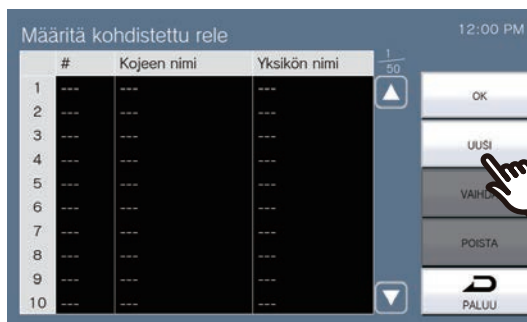 Määritä kohdistettu rele 12:00 PM
# Kojeen nimi Yksikön nimi 1/50
1 --- --- ---
2 --- --- ---
3 --- --- ---
4 --- --- ---
5 --- --- ---
6 --- --- ---
7 --- --- ---
8 --- --- ---
9 --- --- ---
10 --- --- ---
OK
UUSI
POISTA
PALUU